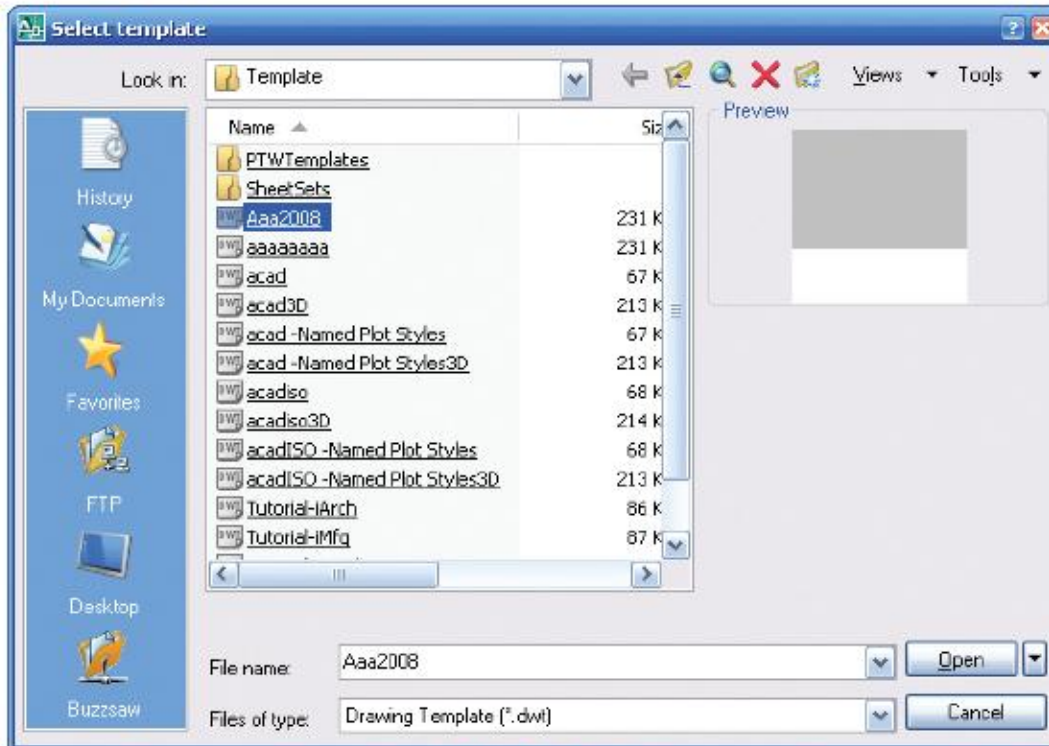 Select template
Look in: Template Views Tools
Name Siz
Preview
PTWTemplates
SheetSets
Aaa2008 231 K
aaaaaaaa 231 K
acad 67 K
acad3D 213 K
acad -Named Plot Styles 67 K
acad -Named Plot Styles3D 213 K
acadiso 68 K
acadiso3D 214 K
acadISO -Named Plot Styles 68 K
acadISO -Named Plot Styles3D 213 K
Tutorial-iArch 86 K
Tutorial-iMfg 87 K
History
My Documents
Favorites
FTP
Desktop
Buzzsaw
File name: Aaa2008 Open
Files of type: Drawing Template (*.dwt) Cancel